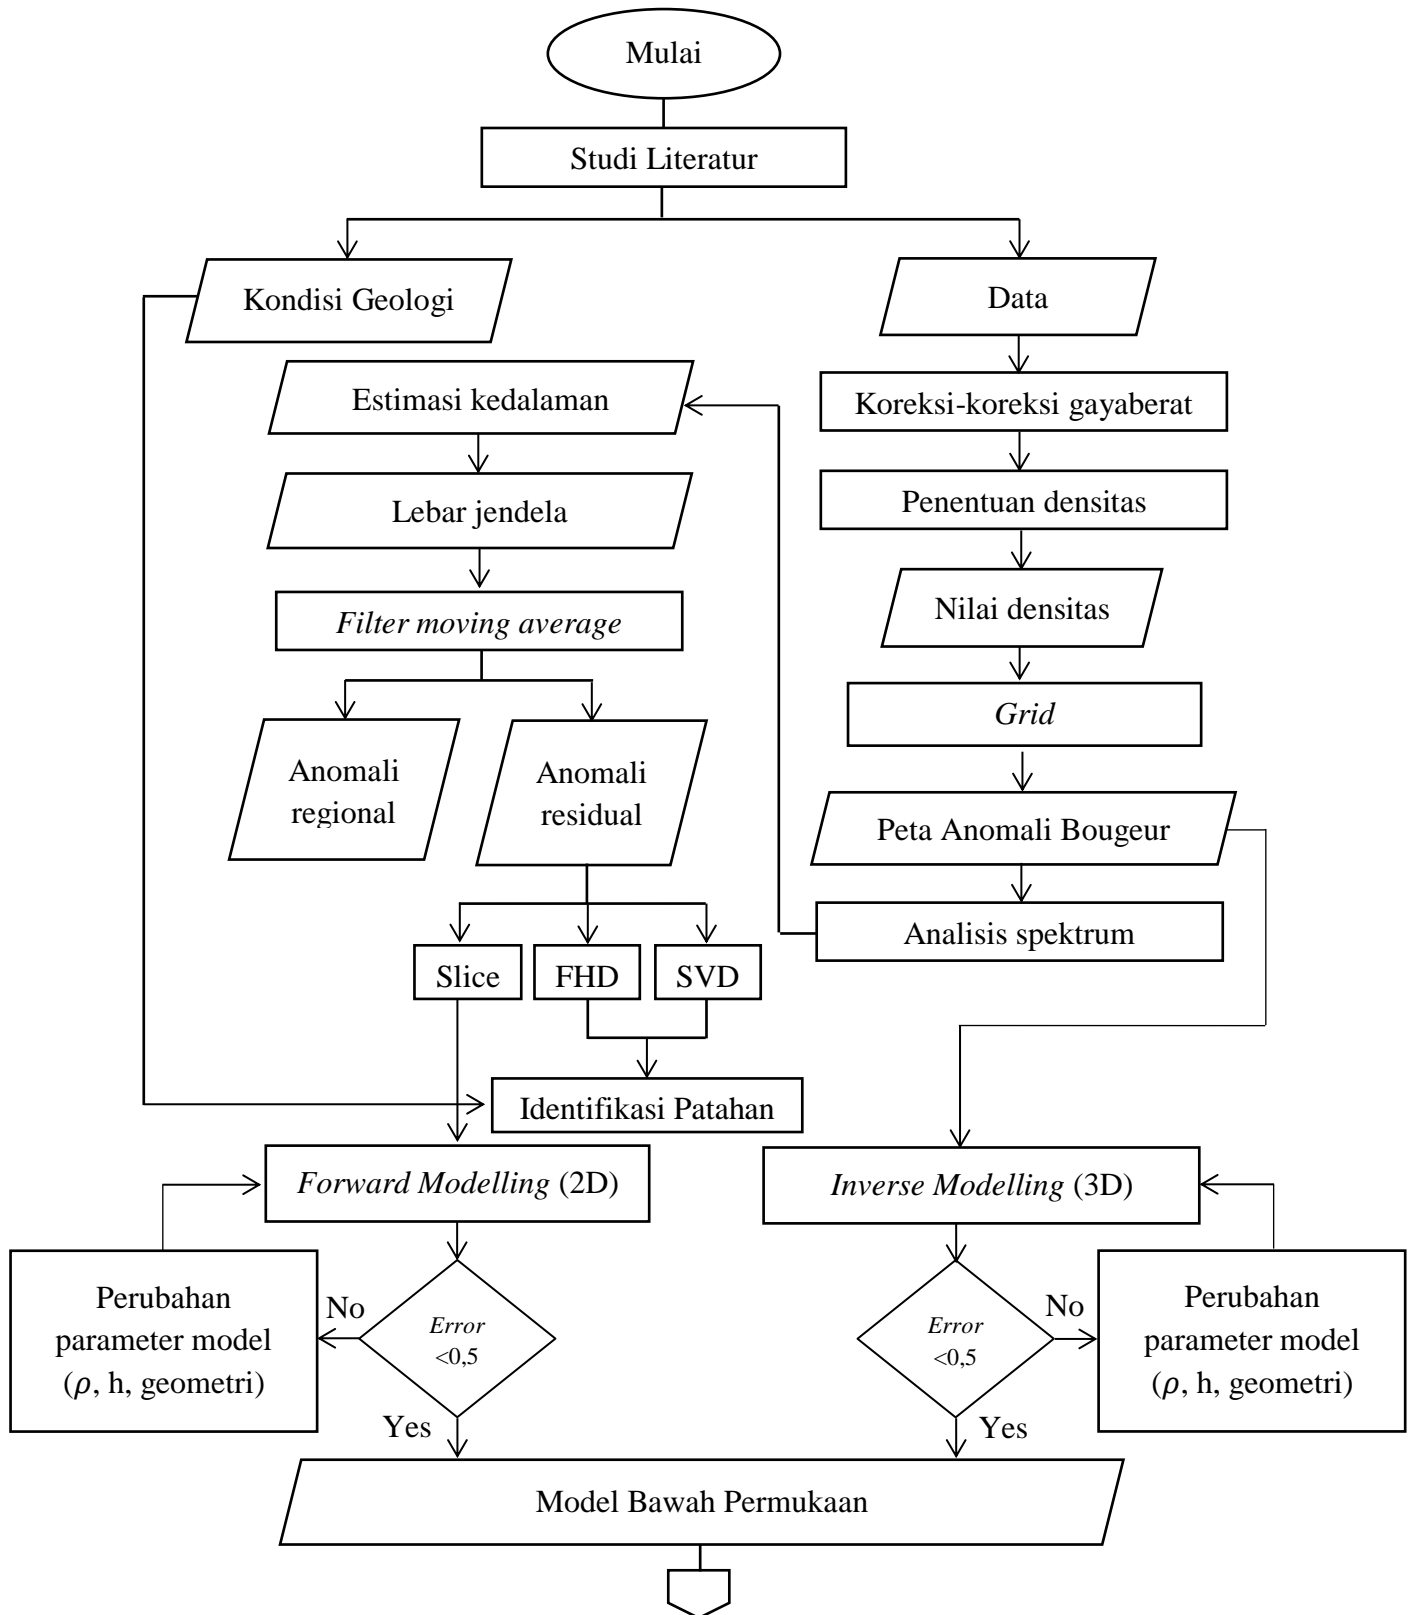 Mulai
Studi Literatur
Kondisi Geologi
Data
Estimasi kedalaman
Koreksi-koreksi gayaberat
Lebar jendela
Penentuan densitas
Filter moving average
Nilai densitas
Grid
Anomali
regional
Anomali
residual
Peta Anomali Bougeur
Analisis spektrum
Slice
FHD
SVD
Identifikasi Patahan
Forward Modelling (2D)
Inverse Modelling (3D)
Perubahan
parameter model
(ρ, h, geometri)
No
Error
<0,5
Yes
Error
<0,5
No
Perubahan
parameter model
(ρ, h, geometri)
Yes
Model Bawah Permukaan